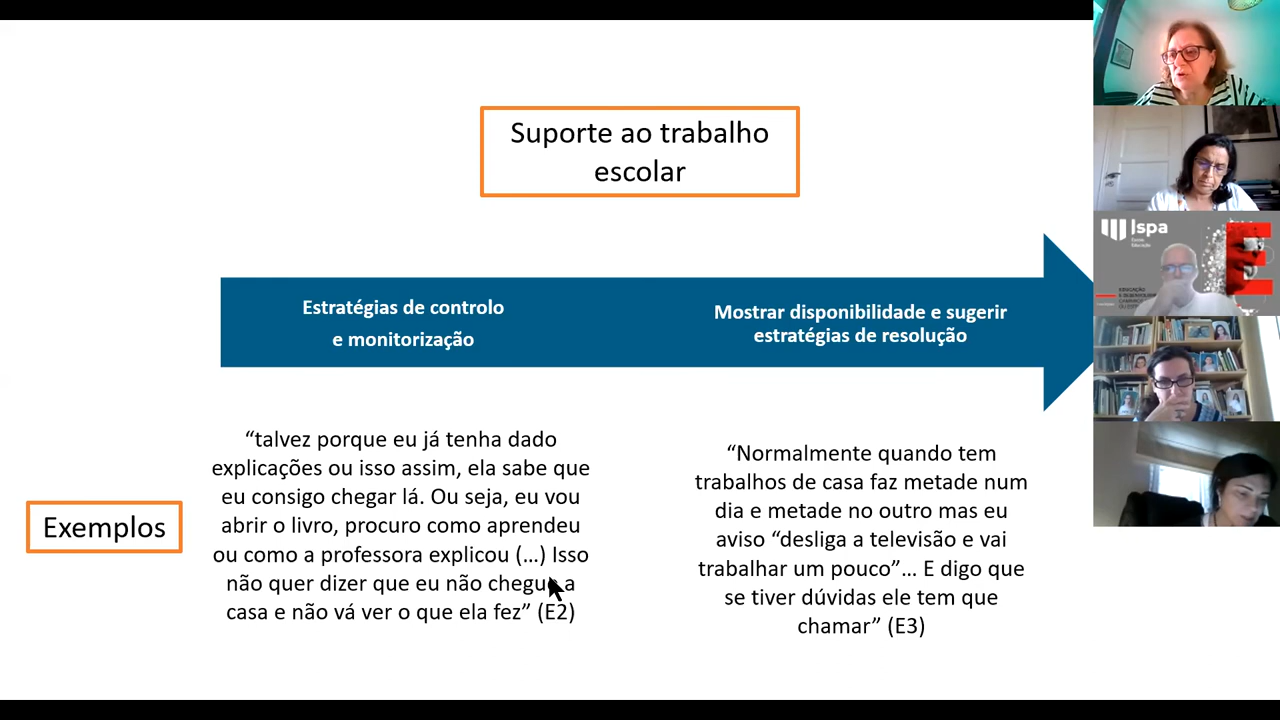 Suporte ao trabalho
escolar
Estratégias de controlo
e monitorização
Mostrar disponibilidade e sugerir
estratégias de resolução
Exemplos
“talvez porque eu já tenha dado
explicações ou isso assim, ela sabe que
eu consigo chegar lá. Ou seja, eu vou
abrir o livro, procuro como aprendeu
ou como a professora explicou (…) Isso
não quer dizer que eu não chegue a
casa e não vá ver o que ela fez” (E2)
“Normalmente quando tem
trabalhos de casa faz metade num
dia e metade no outro mas eu
aviso “desliga a televisão e vai
trabalhar um pouco”… E digo que
se tiver dúvidas ele tem que
chamar” (E3)
Ispa
E